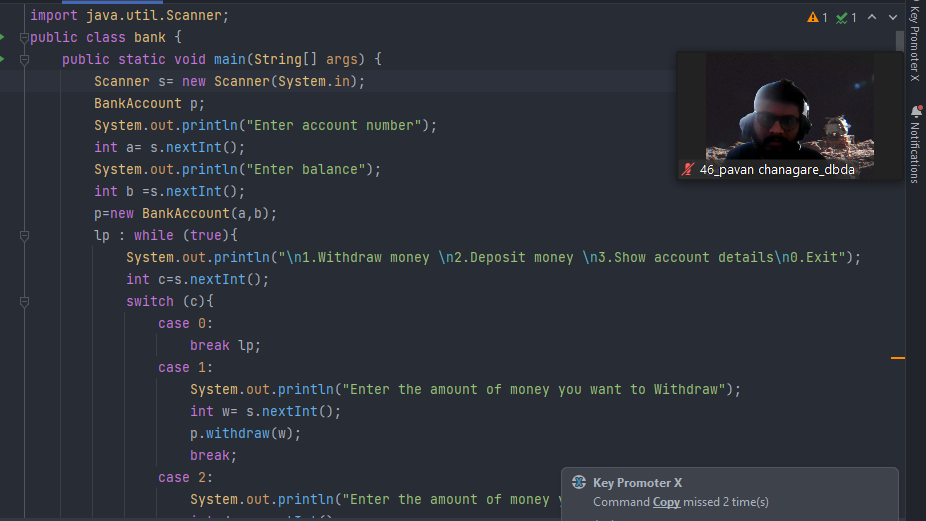 import java.util.Scanner;
public class bank {
public static void main(String[] args) {
Scanner s= new Scanner(System.in);
BankAccount p;
System.out.println("Enter account number");
int a= s.nextInt();
System.out.println("Enter balance");
int b =s.nextInt();
p=new BankAccount(a,b);
lp : while (true){
System.out.println("\n1.Withdraw money \n2.Deposit money \n3.Show account details\n0.Exit");
int c=s.nextInt();
switch (c){
case 0:
break lp;
case 1:
System.out.println("Enter the amount of money you want to Withdraw");
int w= s.nextInt();
p.withdraw(w);
break;
case 2:
System.out.println("Enter the amount of money
1 1
46_pavan chanagare_dbda
Key Promoter X
Notifications
Key Promoter X
Command Copy missed 2 time(s)